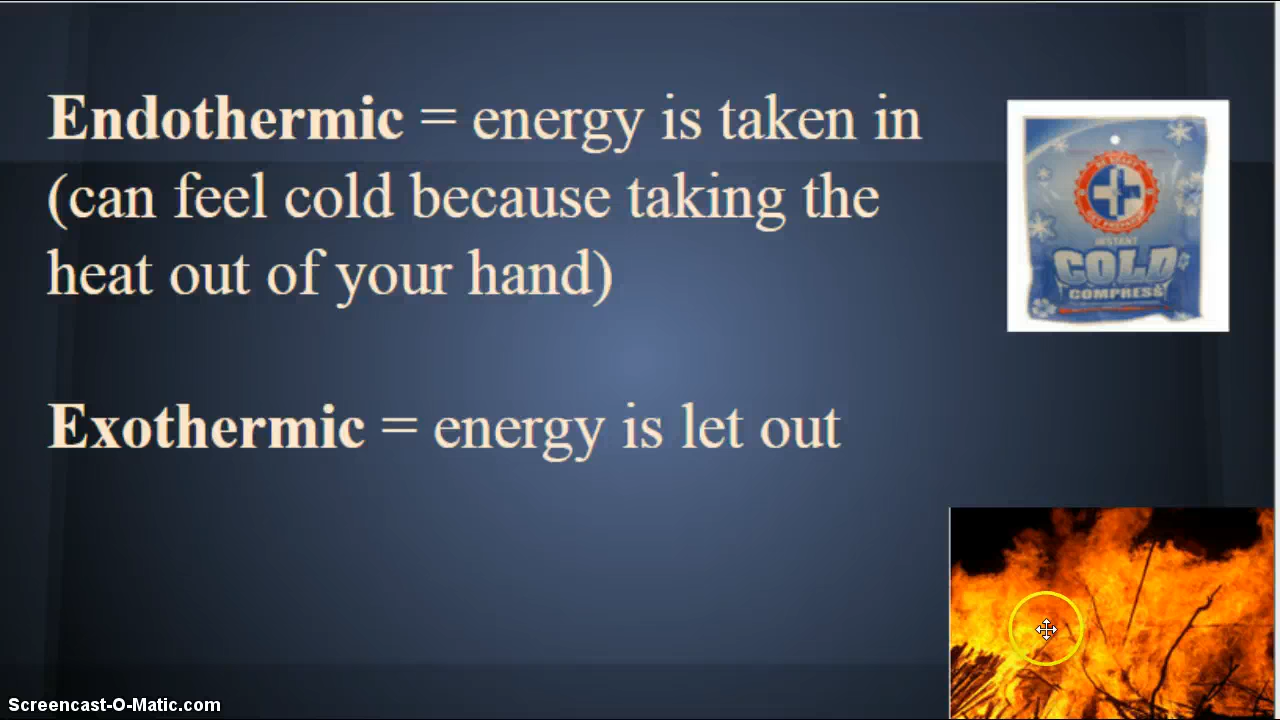 Endothermic = energy is taken in
(can feel cold because taking the
heat out of your hand)
Exothermic = energy is let out
INSTANT
COLD
COMPRESS
Screencast-O-Matic.com